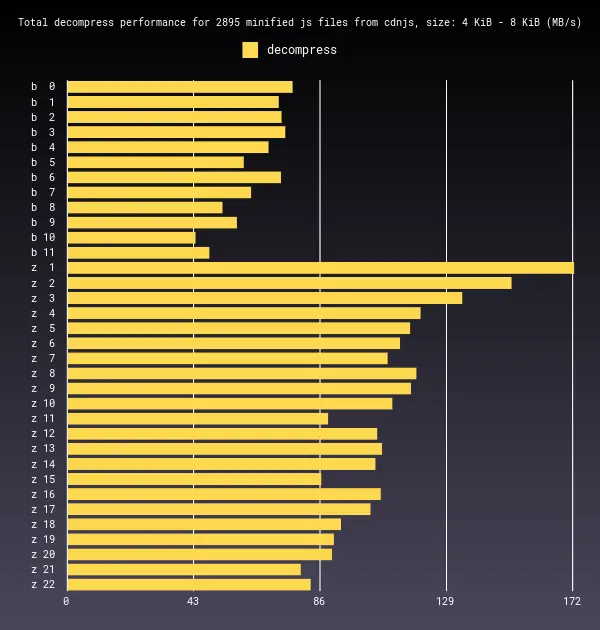 Total decompress performance for 2895 minified js files from cdnjs, size: 4 KiB - 8 KiB (MB/s)
decompress
b 0
b 1
b 2
b 3
b 4
b 5
b 6
b 7
b 8
b 9
b 10
b 11
z 1
z 2
z 3
z 4
z 5
z 6
z 7
z 8
z 9
z 10
z 11
z 12
z 13
z 14
z 15
z 16
z 17
z 18
z 19
z 20
z 21
z 22
0 43 86 129 172